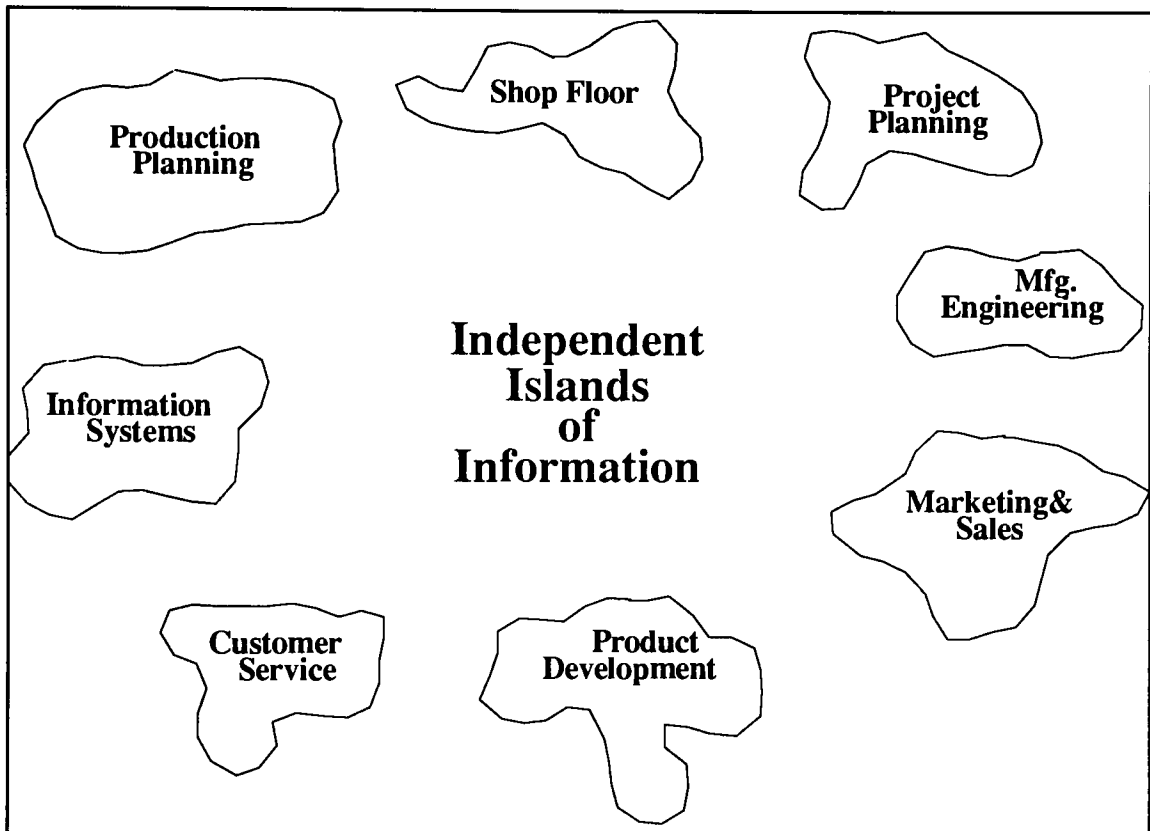 Shop Floor
Project
Planning
Production
Planning
Mfg.
Engineering
Independent
Islands
of
Information
Information
Systems
Marketing&
Sales
Customer
Service
Product
Development